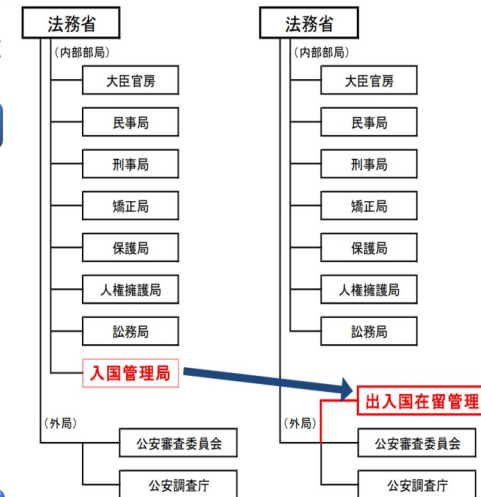 法務省
（内部部局）
大臣官房
民事局
刑事局
矯正局
保護局
人権擁護局
訟務局
入国管理局
（外局）
公安審査委員会
公安調査庁
法務省
（内部部局）
大臣官房
民事局
刑事局
矯正局
保護局
人権擁護局
訟務局
出入国在留管理
（外局）
公安審査委員会
公安調査庁